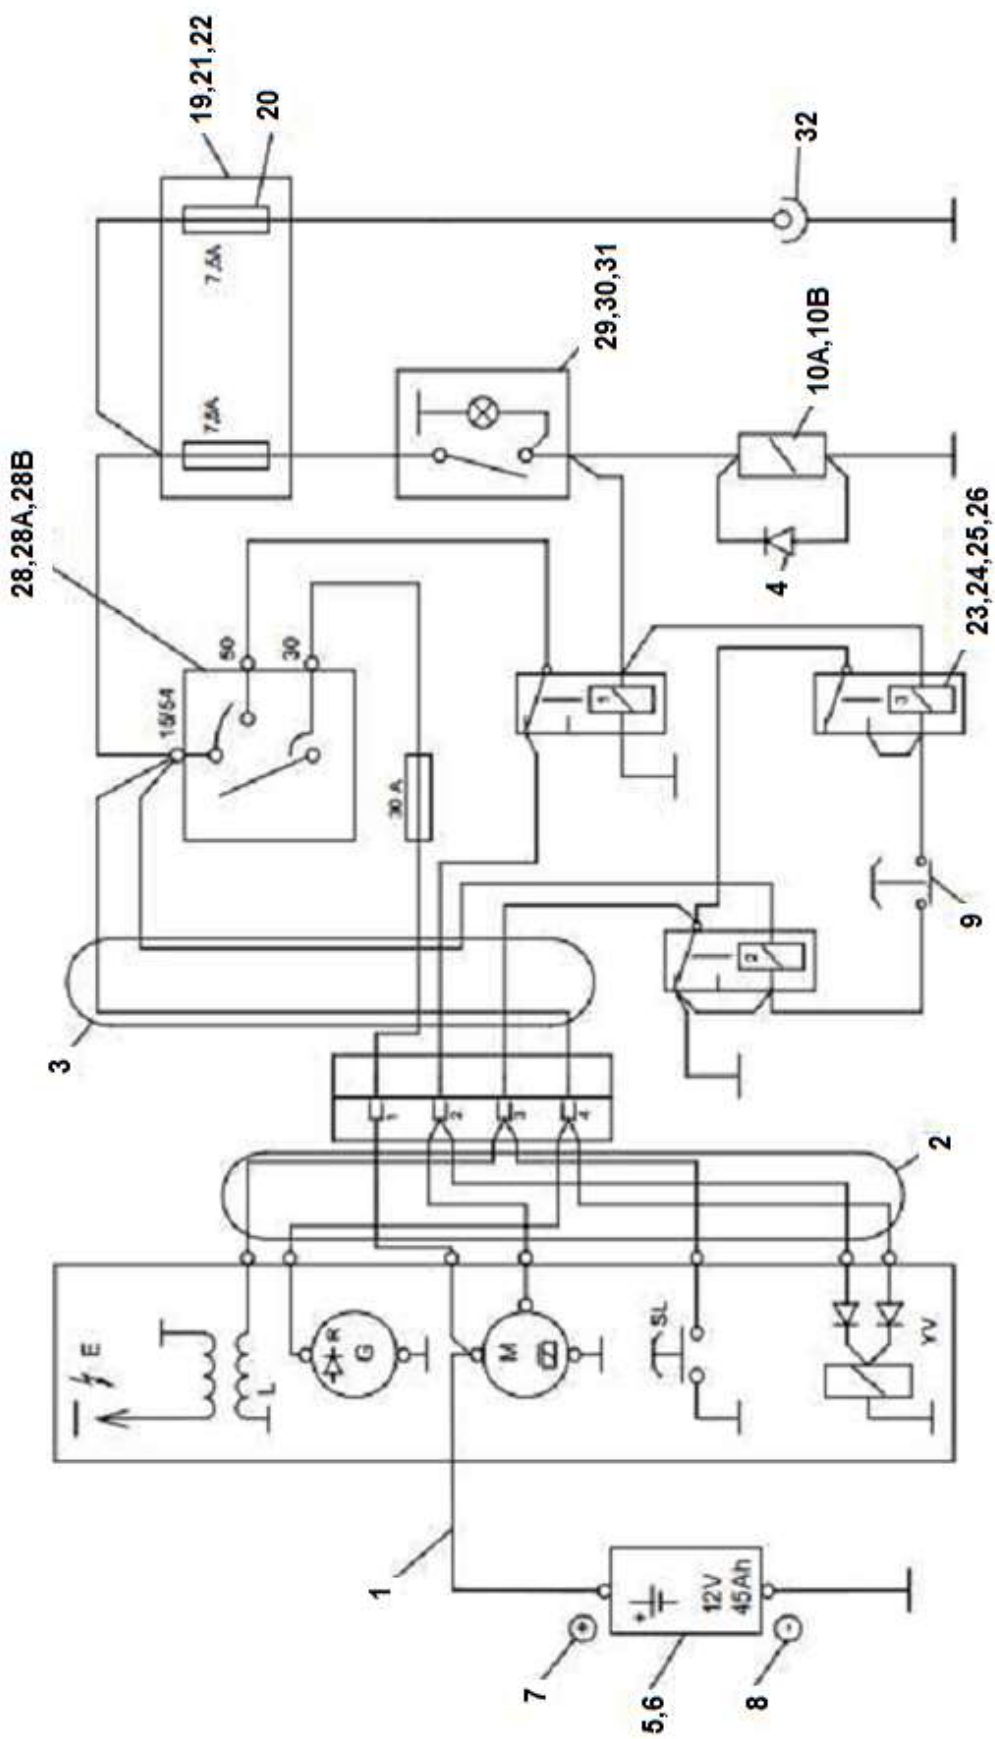 19,21,22
20
7,5A
7,5A
32
28,28A,28B
29,30,31
10A,10B
15/54
50
30
4
23,24,25,26
30 A
1
3
2
9
3
1
2
3
4
2
E
L
R
G
M
SL
YV
1
+
12V
45Ah
+
-
7
5,6
8